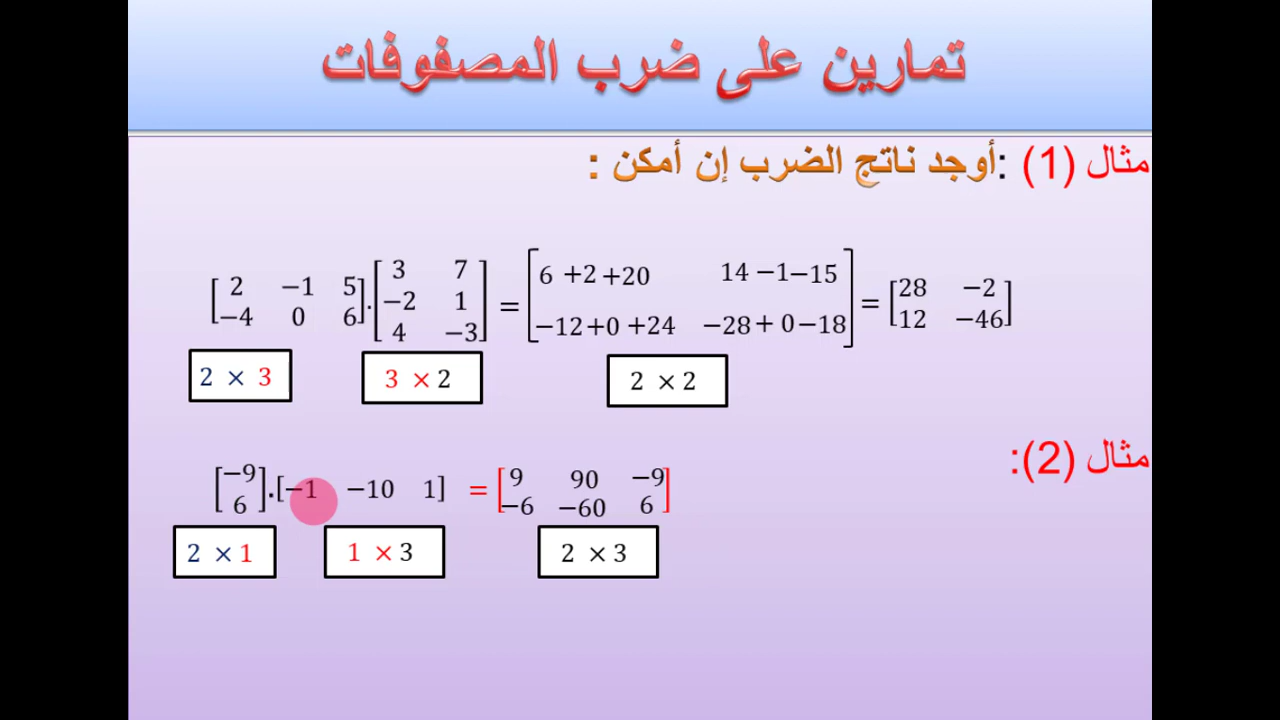 تمارين على ضرب المصفوفات
مثال (1) :أوجد ناتج الضرب إن أمكن :
[2 −1 5; −4 0 6] . [3 7; −2 1; 4 −3] = [6 +2 +20 14 −1 −15; −12 +0 +24 −28 + 0 −18] = [28 −2; 12 −46]
2 × 3 3 × 2 2 × 2
مثال (2):
[−9; 6] . [−1 −10 1] = [9 90 −9; −6 −60 6]
2 × 1 1 × 3 2 × 3